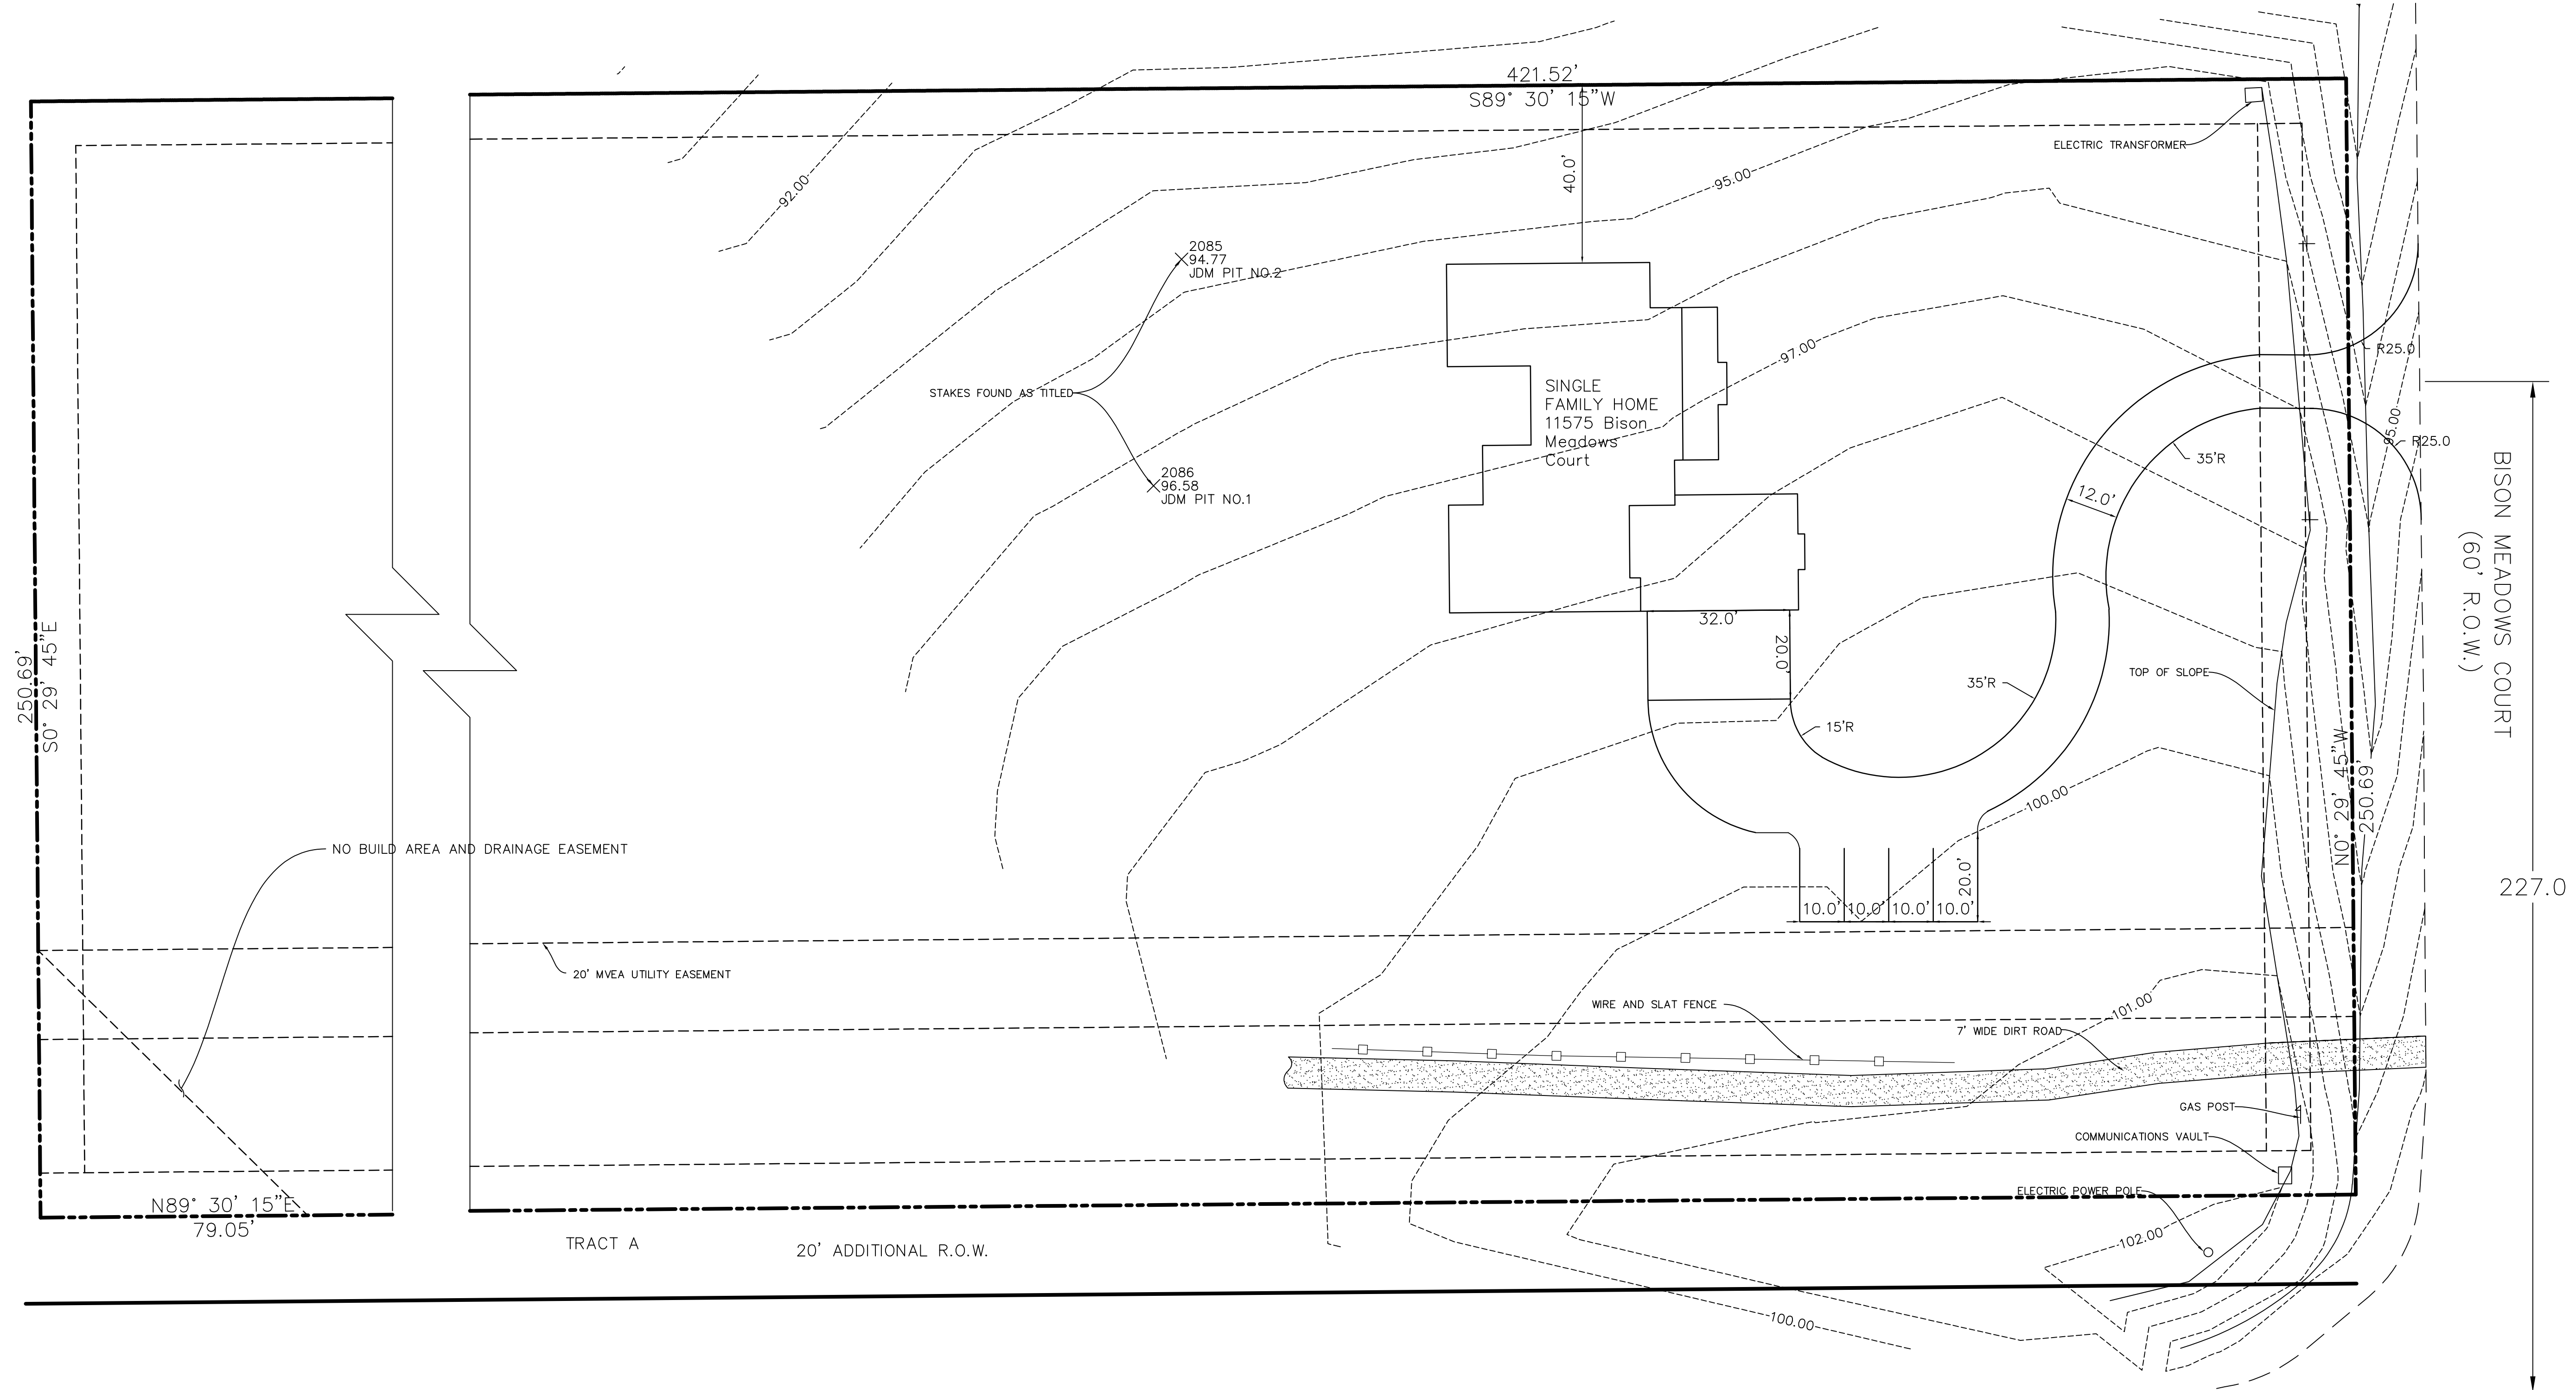 421.52'
S89° 30' 15"W
ELECTRIC TRANSFORMER
40.0'
92.00
95.00
2085
94.77
JDM PIT NO.2
STAKES FOUND AS TITLED
2086
96.58
JDM PIT NO.1
SINGLE
FAMILY HOME
11575 Bison
Meadows
Court
97.00
R25.0
95.00
R25.0
35'R
12.0'
BISON MEADOWS COURT
(60' R.O.W.)
32.0'
20.0'
35'R
15'R
TOP OF SLOPE
250.69'
S0° 29' 45"E
N0° 29' 45"W
250.69'
227.0
100.00
NO BUILD AREA AND DRAINAGE EASEMENT
20.0'
10.0'
10.0'
10.0'
10.0'
20' MVEA UTILITY EASEMENT
WIRE AND SLAT FENCE
101.00
7' WIDE DIRT ROAD
GAS POST
COMMUNICATIONS VAULT
ELECTRIC POWER POLE
N89° 30' 15"E
79.05'
TRACT A
20' ADDITIONAL R.O.W.
102.00
100.00